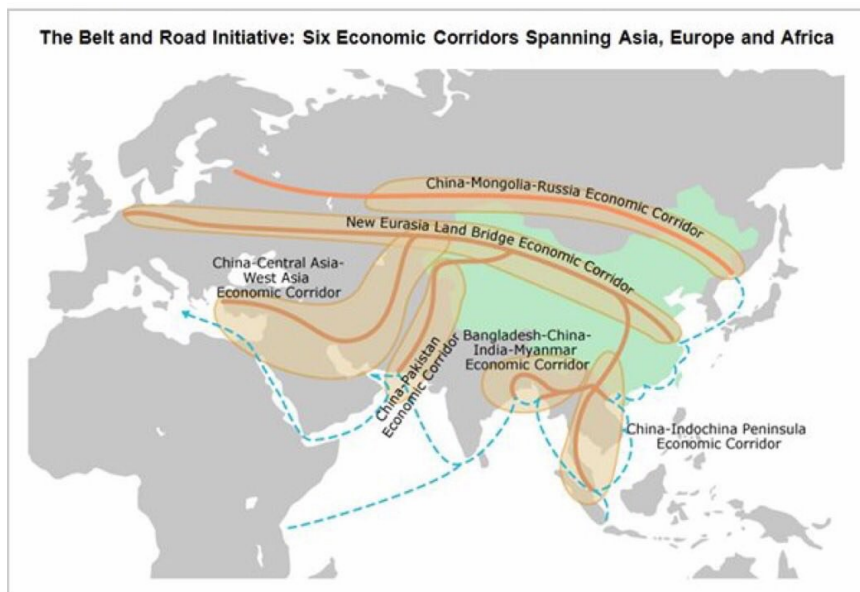 The Belt and Road Initiative: Six Economic Corridors Spanning Asia, Europe and Africa
China-Mongolia-Russia Economic Corridor
New Eurasia Land Bridge Economic Corridor
China-Central Asia-
West Asia
Economic Corridor
China-Pakistan
Economic Corridor
Bangladesh-China-
India-Myanmar
Economic Corridor
China-Indochina Peninsula
Economic Corridor